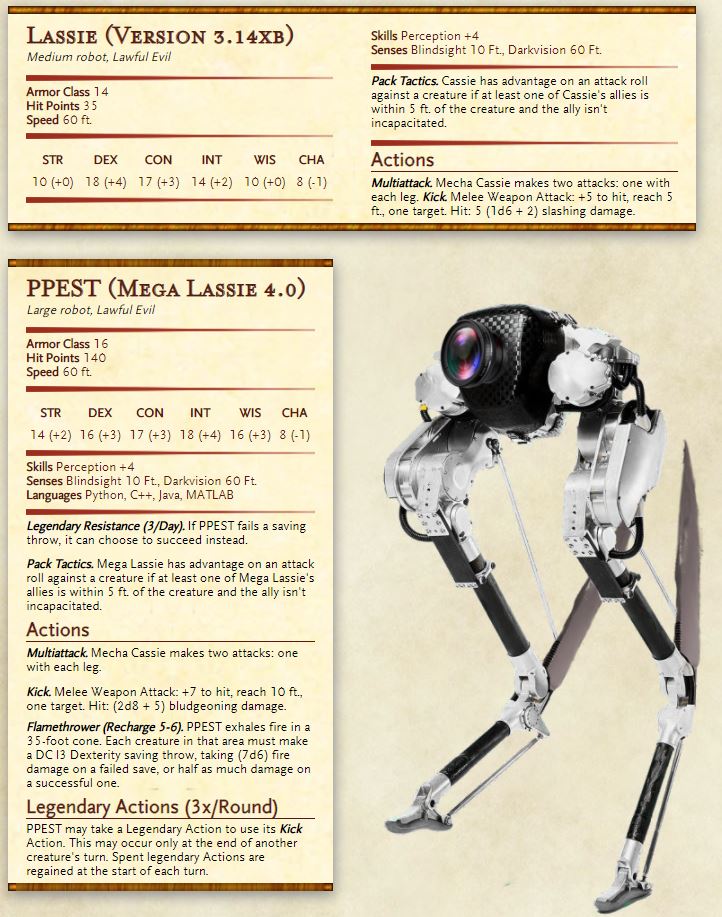 Lassie (Version 3.14xb)
Medium robot, Lawful Evil
Armor Class 14
Hit Points 35
Speed 60 ft.
STR DEX CON INT WIS CHA
10 (+0) 18 (+4) 17 (+3) 14 (+2) 10 (+0) 8 (-1)
Skills Perception +4
Senses Blindsight 10 Ft., Darkvision 60 Ft.
Pack Tactics. Cassie has advantage on an attack roll
against a creature if at least one of Cassie's allies is
within 5 ft. of the creature and the ally isn't
incapacitated.
Actions
Multiattack. Mecha Cassie makes two attacks: one with
each leg. Kick. Melee Weapon Attack: +5 to hit, reach 5
ft., one target. Hit: 5 (1d6 + 2) slashing damage.
PPEST (Mega Lassie 4.0)
Large robot, Lawful Evil
Armor Class 16
Hit Points 140
Speed 60 ft.
STR DEX CON INT WIS CHA
14 (+2) 16 (+3) 17 (+3) 18 (+4) 16 (+3) 8 (-1)
Skills Perception +4
Senses Blindsight 10 Ft., Darkvision 60 Ft.
Languages Python, C++, Java, MATLAB
Legendary Resistance (3/Day). If PPEST fails a saving
throw, it can choose to succeed instead.
Pack Tactics. Mega Lassie has advantage on an attack
roll against a creature if at least one of Mega Lassie's
allies is within 5 ft. of the creature and the ally isn't
incapacitated.
Actions
Multiattack. Mecha Cassie makes two attacks: one
with each leg.
Kick. Melee Weapon Attack: +7 to hit, reach 10 ft.,
one target. Hit: (2d8 + 5) bludgeoning damage.
Flamethrower (Recharge 5-6). PPEST exhales fire in a
35-foot cone. Each creature in that area must make
a DC 13 Dexterity saving throw, taking (7d6) fire
damage on a failed save, or half as much damage on
a successful one.
Legendary Actions (3x/Round)
PPEST may take a Legendary Action to use its Kick
Action. This may occur only at the end of another
creature's turn. Spent legendary Actions are
regained at the start of each turn.